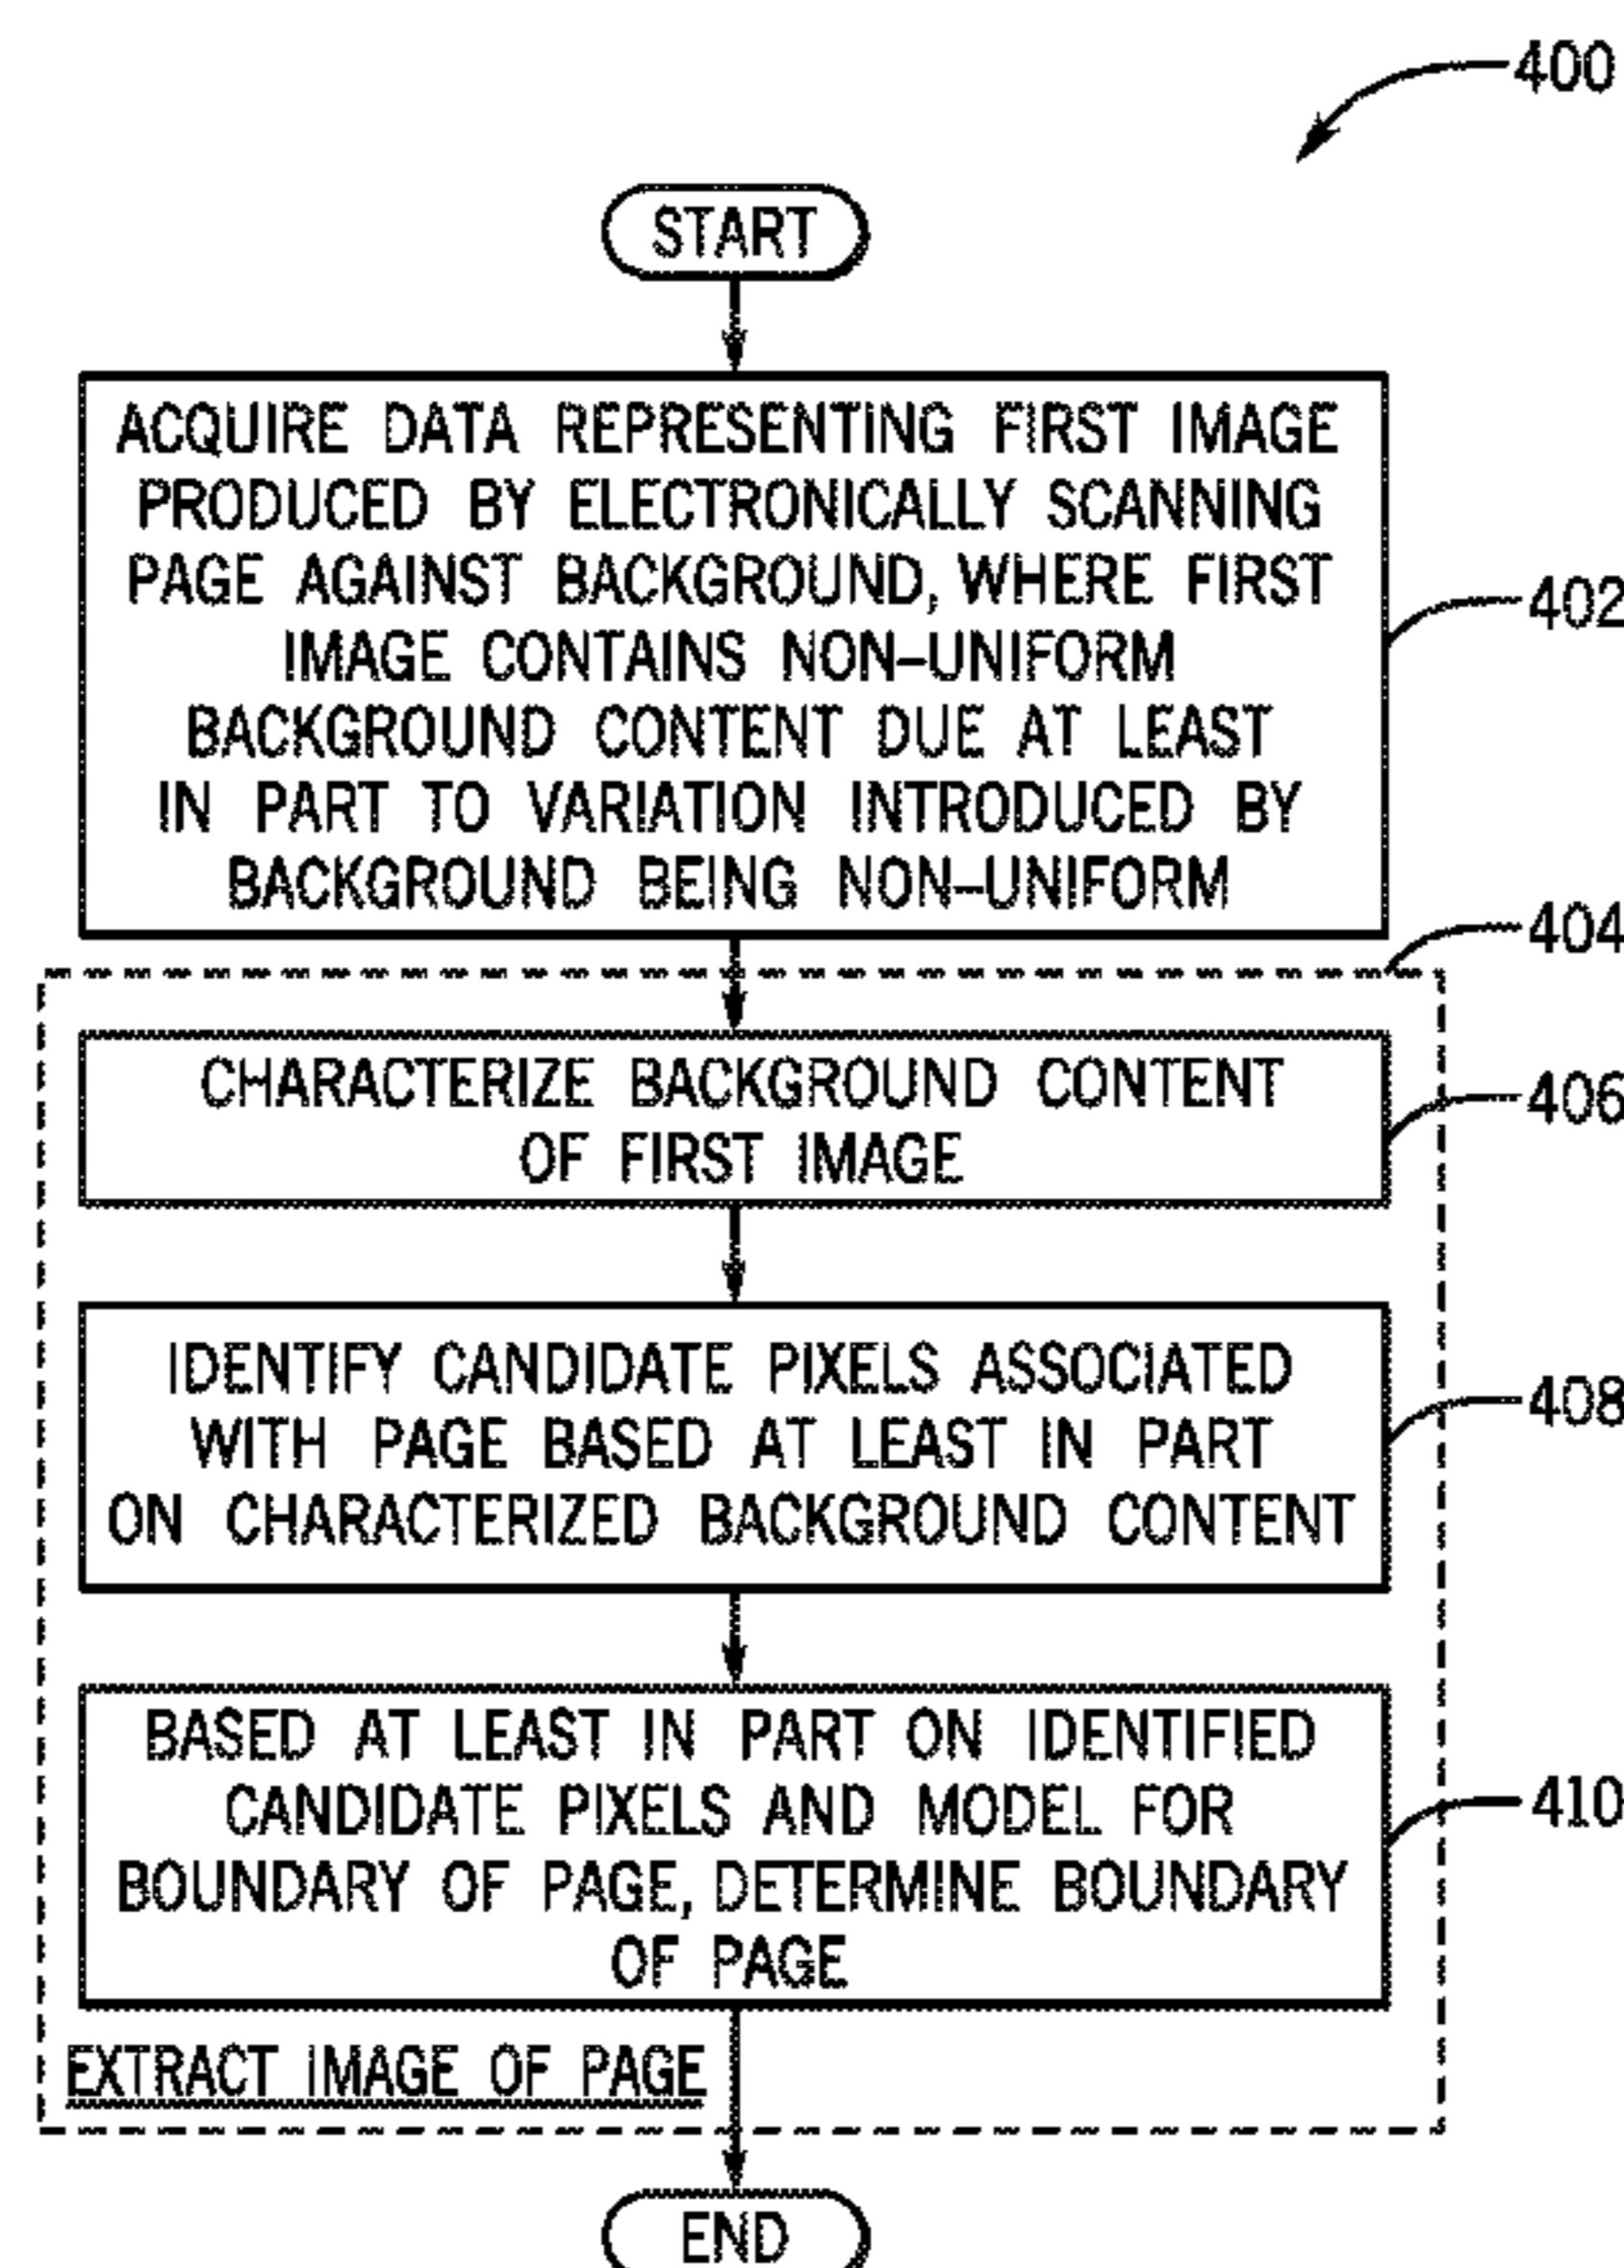 400
START
ACQUIRE DATA REPRESENTING FIRST IMAGE
PRODUCED BY ELECTRONICALLY SCANNING
PAGE AGAINST BACKGROUND, WHERE FIRST
IMAGE CONTAINS NON-UNIFORM
BACKGROUND CONTENT DUE AT LEAST
IN PART TO VARIATION INTRODUCED BY
BACKGROUND BEING NON-UNIFORM
402
404
CHARACTERIZE BACKGROUND CONTENT
OF FIRST IMAGE
406
IDENTIFY CANDIDATE PIXELS ASSOCIATED
WITH PAGE BASED AT LEAST IN PART
ON CHARACTERIZED BACKGROUND CONTENT
408
BASED AT LEAST IN PART ON IDENTIFIED
CANDIDATE PIXELS AND MODEL FOR
BOUNDARY OF PAGE, DETERMINE BOUNDARY
OF PAGE
410
EXTRACT IMAGE OF PAGE
END